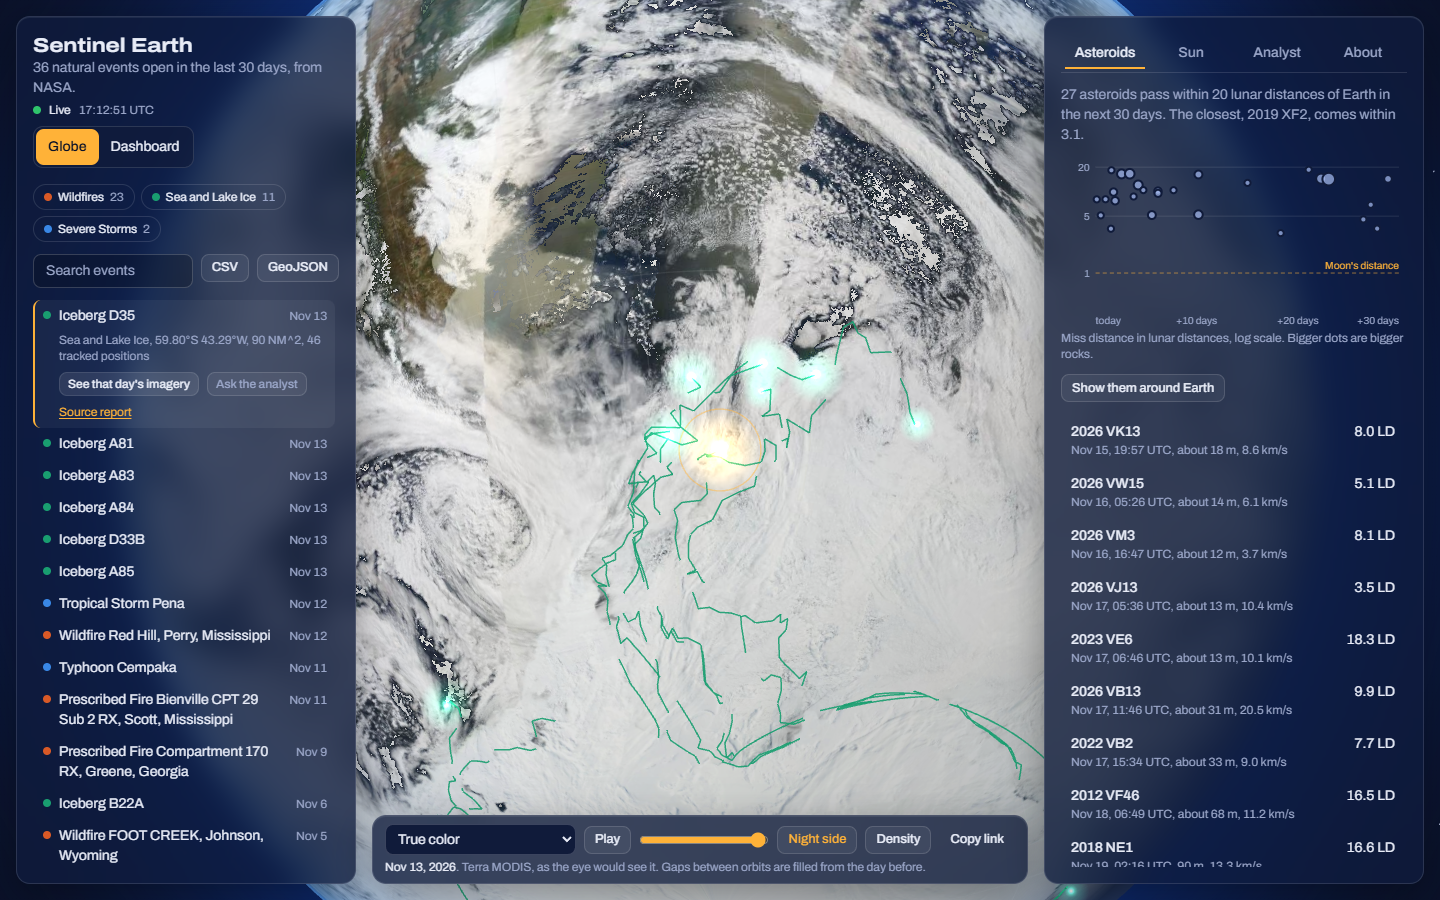 Sentinel Earth
36 natural events open in the last 30 days, from
NASA.
Live 17:12:51 UTC
Globe Dashboard
Wildfires 23 Sea and Lake Ice 11
Severe Storms 2
Search events CSV GeoJSON
Iceberg D35 Nov 13
Sea and Lake Ice, 59.80°S 43.29°W, 90 NM^2, 46
tracked positions
See that day's imagery Ask the analyst
Source report
Iceberg A81 Nov 13
Iceberg A83 Nov 13
Iceberg A84 Nov 13
Iceberg D33B Nov 13
Iceberg A85 Nov 13
Tropical Storm Pena Nov 12
Wildfire Red Hill, Perry, Mississippi Nov 12
Typhoon Cempaka Nov 11
Prescribed Fire Bienville CPT 29 Nov 11
Sub 2 RX, Scott, Mississippi
Prescribed Fire Compartment 170 Nov 9
RX, Greene, Georgia
Iceberg B22A Nov 6
Wildfire FOOT CREEK, Johnson, Nov 5
Wyoming
True color Play Night side Density Copy link
Nov 13, 2026. Terra MODIS, as the eye would see it. Gaps between orbits are filled from the day before.
Asteroids Sun Analyst About
27 asteroids pass within 20 lunar distances of Earth in
the next 30 days. The closest, 2019 XF2, comes within
3.1.
20
5
Moon's distance
1
today +10 days +20 days +30 days
Miss distance in lunar distances, log scale. Bigger dots are bigger
rocks.
Show them around Earth
2026 VK13 8.0 LD
Nov 15, 19:57 UTC, about 18 m, 8.6 km/s
2026 VW15 5.1 LD
Nov 16, 05:26 UTC, about 14 m, 6.1 km/s
2026 VM3 8.1 LD
Nov 16, 16:47 UTC, about 12 m, 3.7 km/s
2026 VJ13 3.5 LD
Nov 17, 05:36 UTC, about 13 m, 10.4 km/s
2023 VE6 18.3 LD
Nov 17, 06:46 UTC, about 13 m, 10.1 km/s
2026 VB13 9.9 LD
Nov 17, 11:46 UTC, about 31 m, 20.5 km/s
2022 VB2 7.7 LD
Nov 17, 15:34 UTC, about 33 m, 9.0 km/s
2012 VF46 16.5 LD
Nov 18, 06:49 UTC, about 68 m, 11.2 km/s
2018 NE1 16.6 LD
Nov 19, 02:16 UTC, 90 m, 13.3 km/s